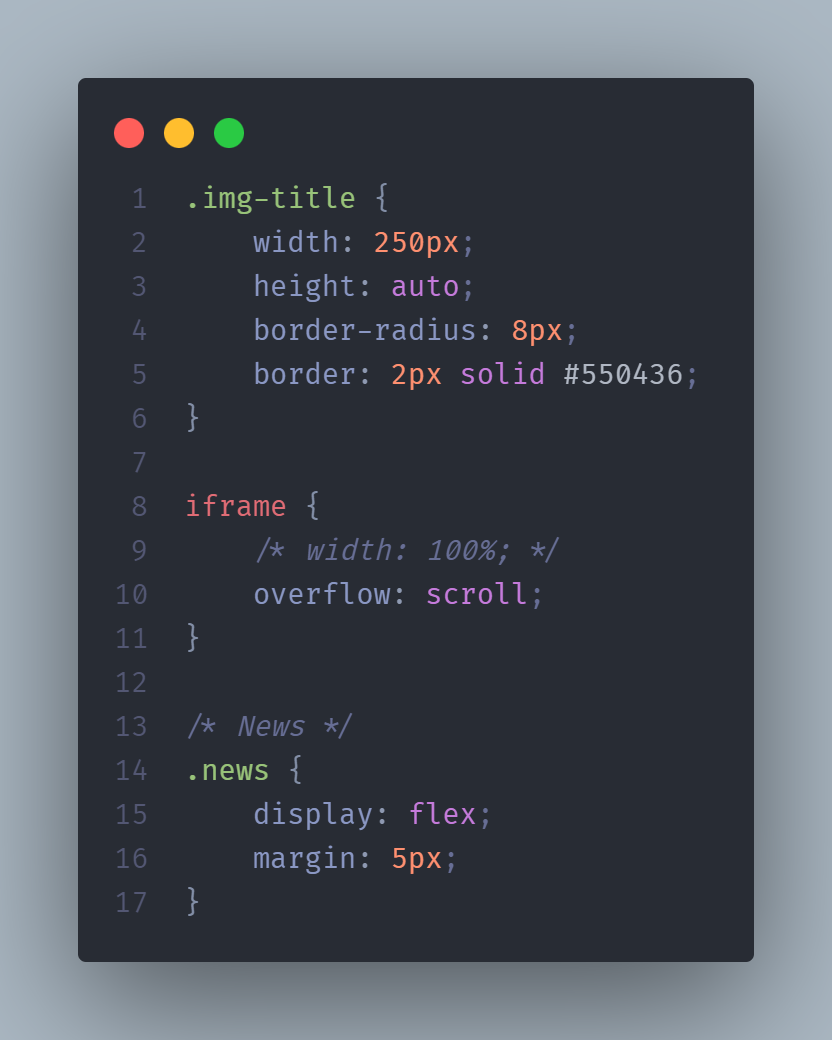 1 .img-title {
2     width: 250px;
3     height: auto;
4     border-radius: 8px;
5     border: 2px solid #550436;
6 }
7
8 iframe {
9     /* width: 100%; */
10     overflow: scroll;
11 }
12
13 /* News */
14 .news {
15     display: flex;
16     margin: 5px;
17 }